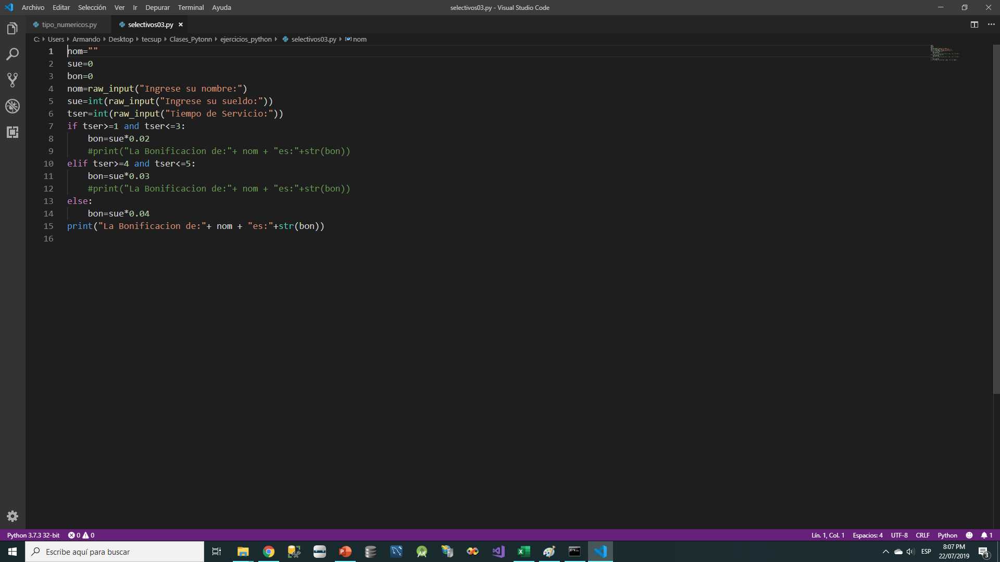 Archivo Editar Selección Ver Ir Depurar Terminal Ayuda selectivos03.py - Visual Studio Code
tipo_numericos.py selectivos03.py
C: Users Armando Desktop tecsup Clases_Pytonn ejercicios_python selectivos03.py nom
1 nom=""
2 sue=0
3 bon=0
4 nom=raw_input("Ingrese su nombre:")
5 sue=int(raw_input("Ingrese su sueldo:"))
6 tser=int(raw_input("Tiempo de Servicio:"))
7 if tser>=1 and tser<=3:
8     bon=sue*0.02
9     #print("La Bonificacion de:"+ nom + "es:"+str(bon))
10 elif tser>=4 and tser<=5:
11     bon=sue*0.03
12     #print("La Bonificacion de:"+ nom + "es:"+str(bon))
13 else:
14     bon=sue*0.04
15 print("La Bonificacion de:"+ nom + "es:"+str(bon))
16
Python 3.7.3 32-bit 0 0 Lín. 1, Col. 1 Espacios: 4 UTF-8 CRLF Python 1
Escribe aquí para buscar ESP 8:07 PM
22/07/2019 3